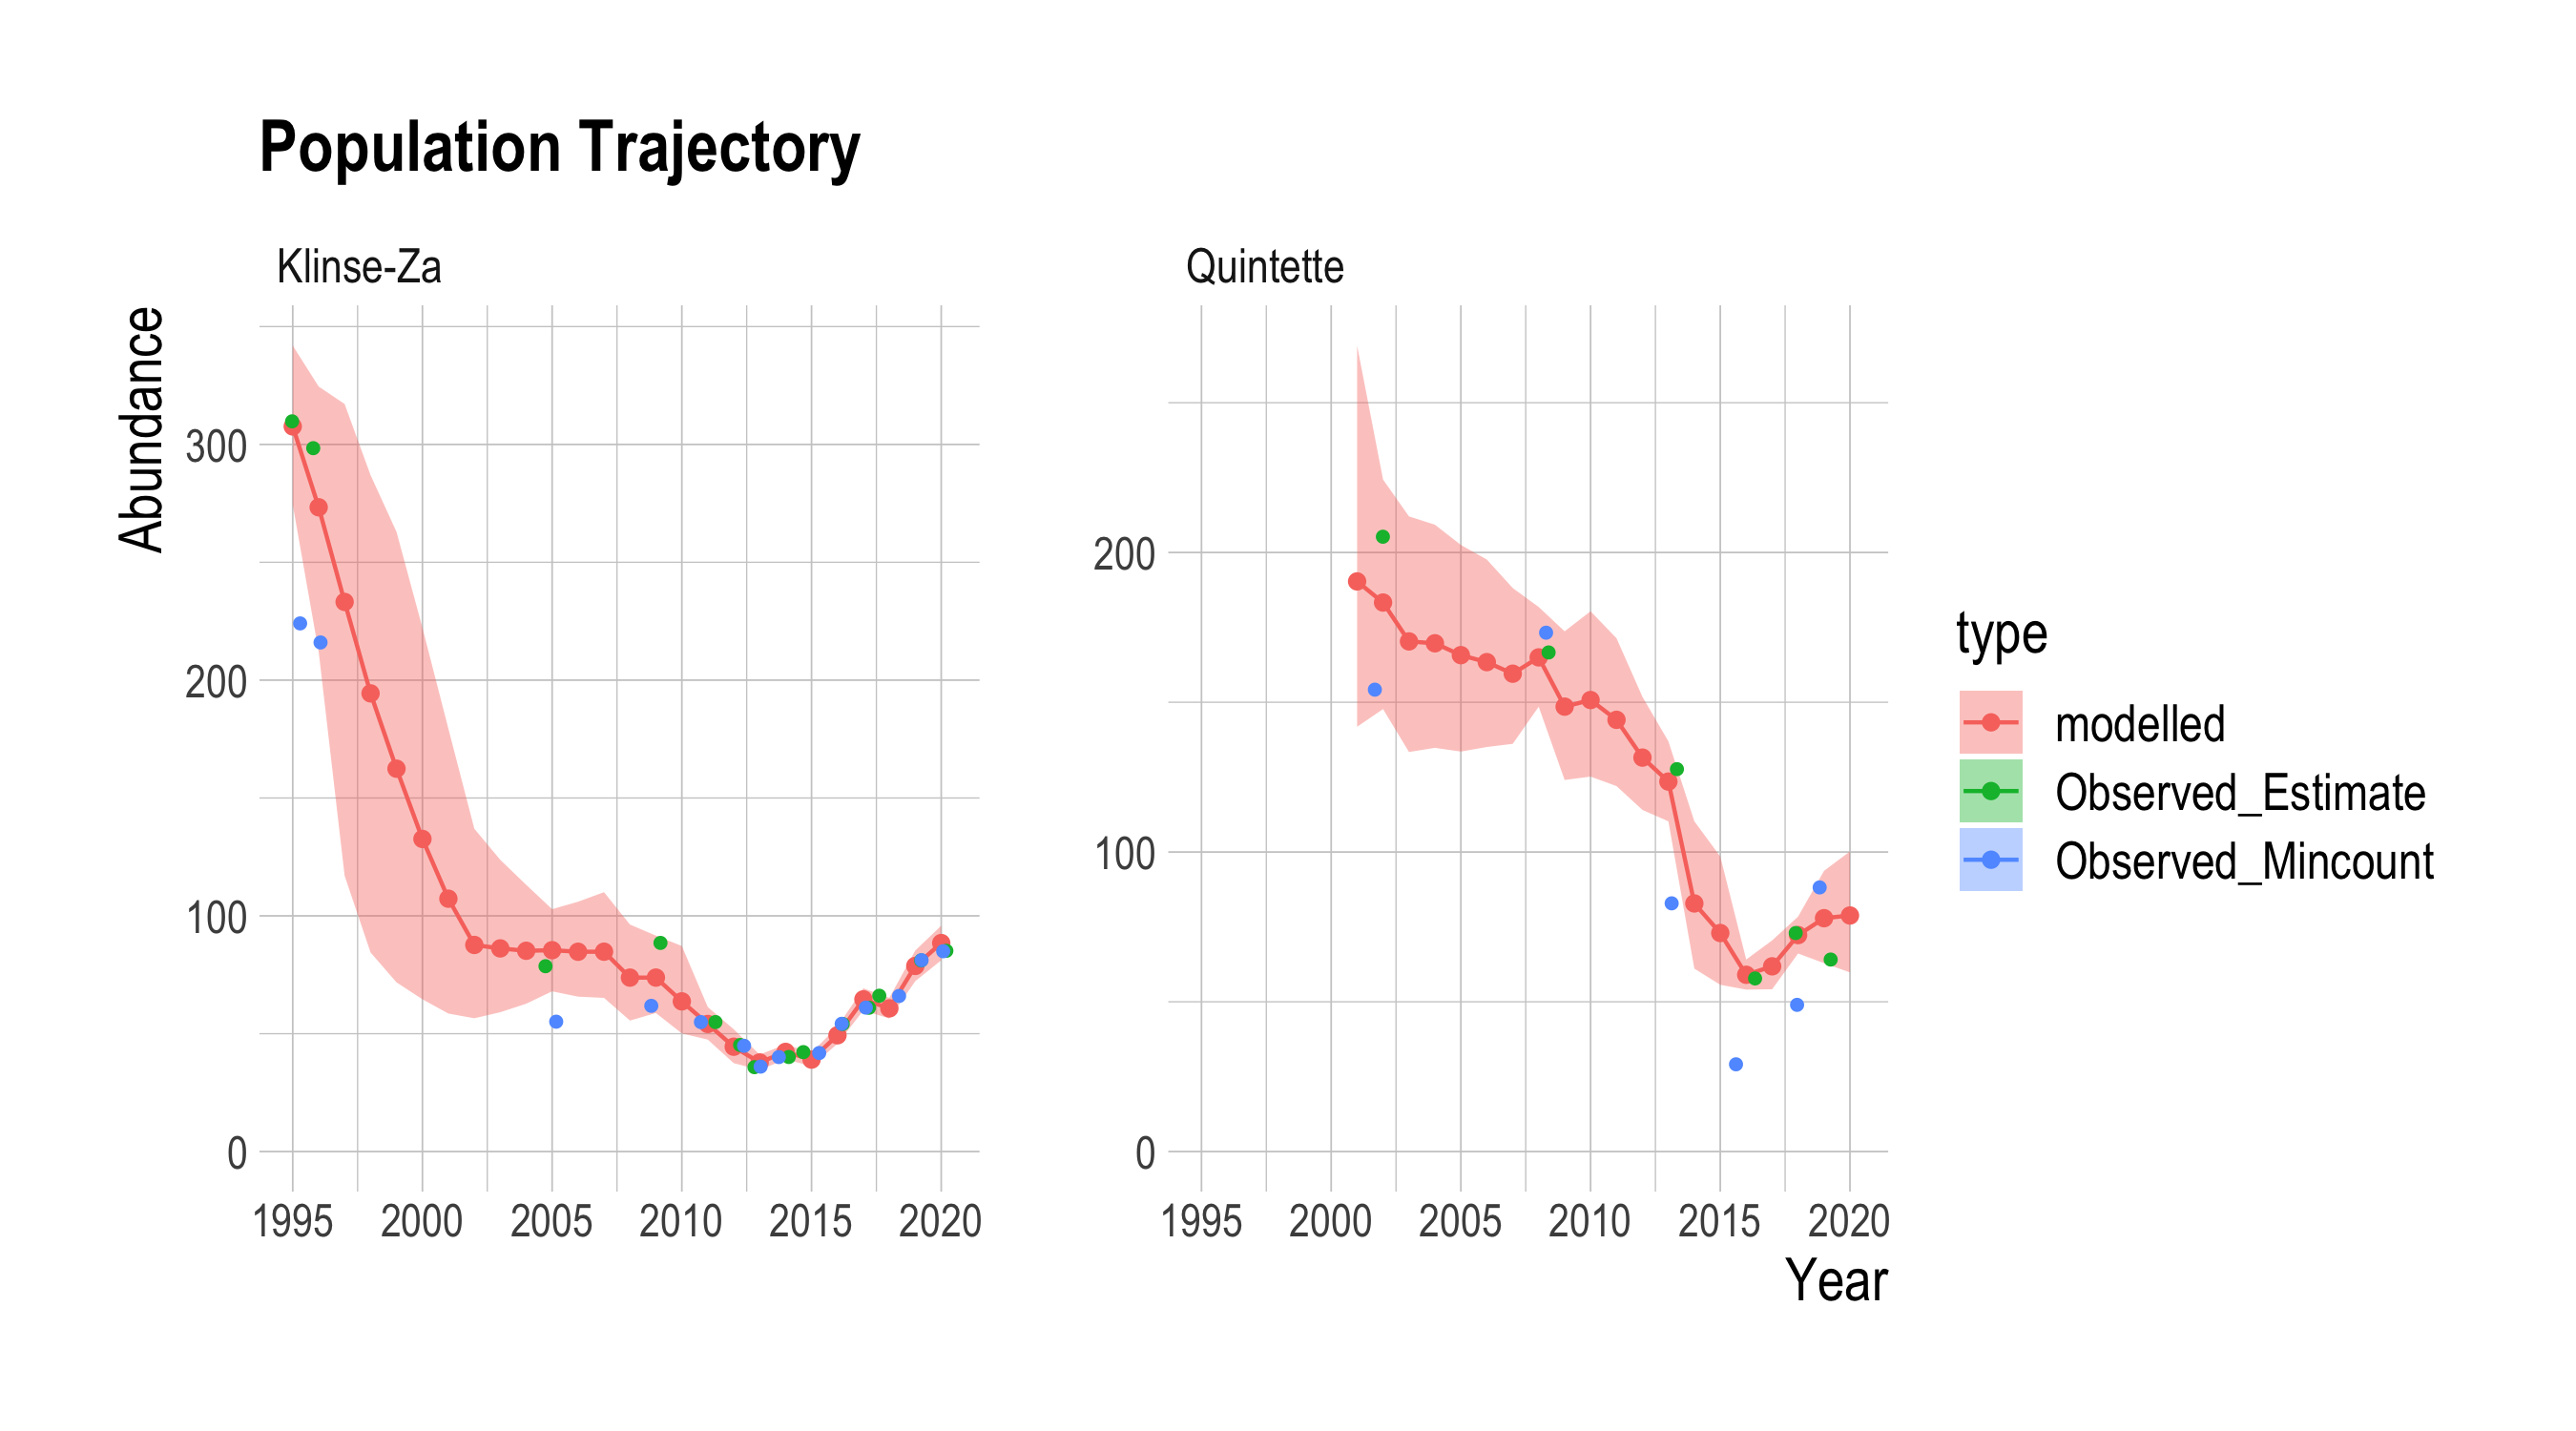 Population Trajectory
Klinse-Za
Quintette
Abundance
300
200
100
0
1995 2000 2005 2010 2015 2020
200
100
0
1995 2000 2005 2010 2015 2020
Year
type
modelled
Observed_Estimate
Observed_Mincount